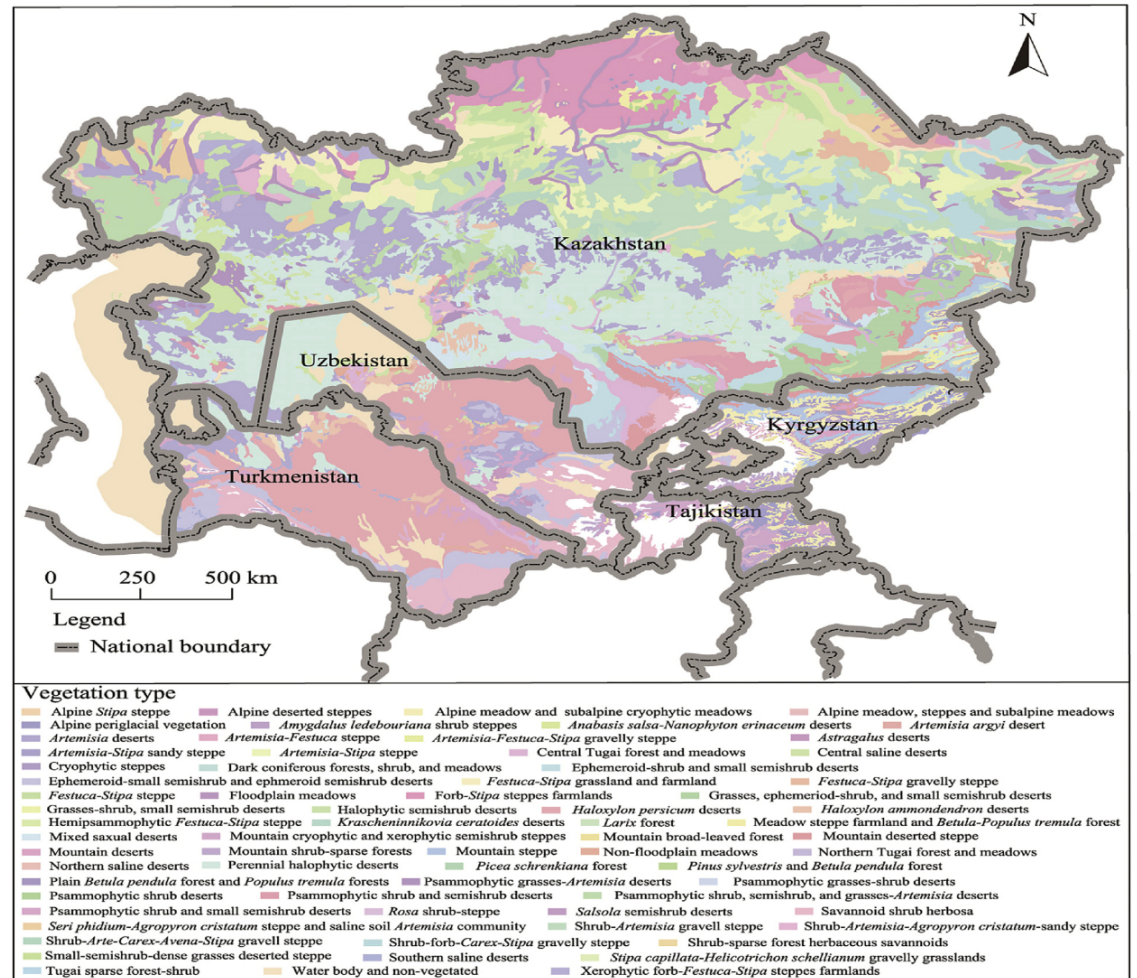 N
Kazakhstan
Uzbekistan
Kyrgyzstan
Turkmenistan
Tajikistan
0 250 500 km
Legend
National boundary
Vegetation type
Alpine Stipa steppe Alpine deserted steppes Alpine meadow and subalpine cryophytic meadows Alpine meadow, steppes and subalpine meadows
Alpine periglacial vegetation Amygdalus ledebouriana shrub steppes Anabasis salsa-Nanophyton erinaceum deserts Artemisia argyi desert
Artemisia deserts Artemisia-Festuca steppe Artemisia-Festuca-Stipa gravelly steppe Astragalus deserts
Artemisia-Stipa sandy steppe Artemisia-Stipa steppe Central Tugai forest and meadows Central saline deserts
Cryophytic steppes Dark coniferous forests, shrub, and meadows Ephemeroid-shrub and small semishrub deserts
Ephemeroid-small semishrub and ephmeroid semishrub deserts Festuca-Stipa grassland and farmland Festuca-Stipa gravelly steppe
Festuca-Stipa steppe Floodplain meadows Forb-Stipa steppes farmlands Grasses, ephemeriod-shrub, and small semishrub deserts
Grasses-shrub, small semishrub deserts Halophytic semishrub deserts Haloxylon persicum deserts Haloxylon ammondendron deserts
Hemipsammophytic Festuca-Stipa steppe Krascheninnikovia ceratoides deserts Larix forest Meadow steppe farmland and Betula-Populus tremula forest
Mixed saxual deserts Mountain cryophytic and xerophytic semishrub steppes Mountain broad-leaved forest Mountain deserted steppe
Mountain deserts Mountain shrub-sparse forests Mountain steppe Non-floodplain meadows Northern Tugai forest and meadows
Northern saline deserts Perennial halophytic deserts Picea schrenkiana forest Pinus sylvestris and Betula pendula forest
Plain Betula pendula forest and Populus tremula forests Psammophytic grasses-Artemisia deserts Psammophytic grasses-shrub deserts
Psammophytic shrub deserts Psammophytic shrub and semishrub deserts Psammophytic shrub, semishrub, and grasses-Artemisia deserts
Psammophytic shrub and small semishrub deserts Rosa shrub-steppe Salsola semishrub deserts Savannoid shrub herbosa
Seri phidium-Agropyron cristatum steppe and saline soil Artemisia community Shrub-Artemisia gravell steppe Shrub-Artemisia-Agropyron cristatum-sandy steppe
Shrub-Arte-Carex-Avena-Stipa gravell steppe Shrub-forb-Carex-Stipa gravelly steppe Shrub-sparse forest herbaceous savannoids
Small-semishrub-dense grasses deserted steppe Southern saline deserts Stipa capillata-Helicotrichon schellianum gravelly grasslands
Tugai sparse forest-shrub Water body and non-vegetated Xerophytic forb-Festuca-Stipa steppes farmlands